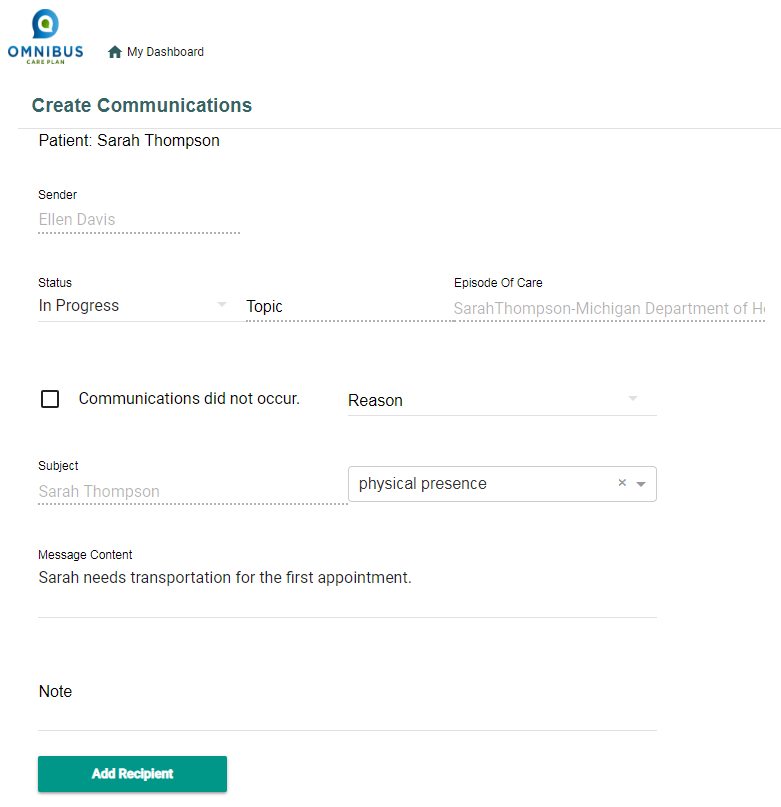 OMNIBUS
CARE PLAN
My Dashboard
Create Communications
Patient: Sarah Thompson
Sender
Ellen Davis
Status
Episode Of Care
In Progress
Topic
SarahThompson-Michigan Department of He
Communications did not occur.
Reason
Subject
Sarah Thompson
physical presence
Message Content
Sarah needs transportation for the first appointment.
Note
Add Recipient